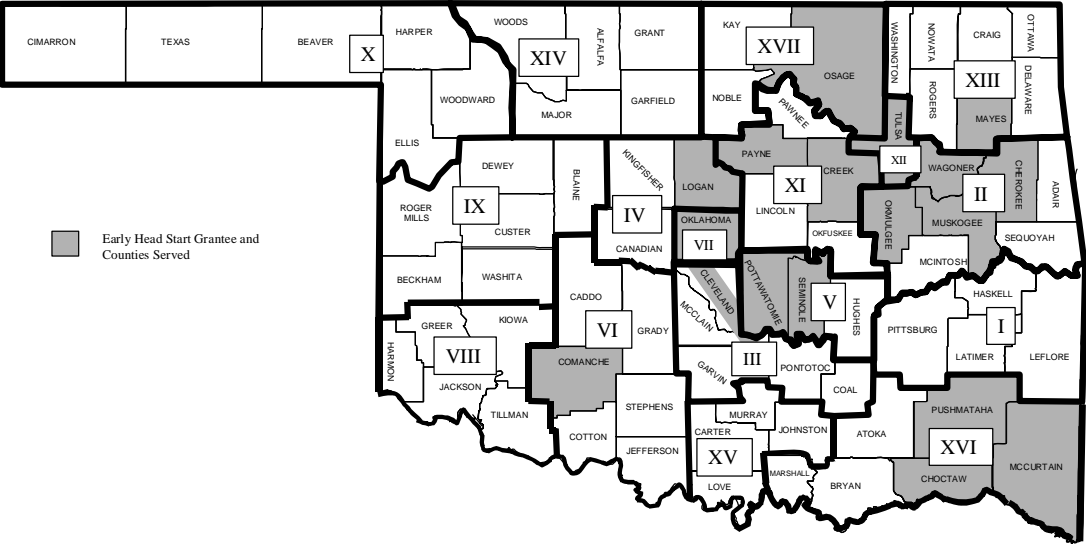 CIMARRON
TEXAS
BEAVER
X
HARPER
WOODS
XIV
ALFALFA
GRANT
KAY
XVII
OSAGE
WASHINGTON
NOWATA
CRAIG
OTTAWA
XIII
DELAWARE
ROGERS
MAYES
WOODWARD
ELLIS
MAJOR
GARFIELD
NOBLE
PAWNEE
TULSA
XII
DEWEY
BLAINE
KINGFISHER
LOGAN
PAYNE
XI
CREEK
WAGONER
CHEROKEE
ADAIR
II
ROGER
MILLS
IX
CUSTER
IV
CANADIAN
OKLAHOMA
VII
LINCOLN
OKFUSKEE
OKMULGEE
MUSKOGEE
SEQUOYAH
MCINTOSH
Early Head Start Grantee and
Counties Served
BECKHAM
WASHITA
CADDO
CLEVELAND
POTTAWATOMIE
SEMINOLE
V
HUGHES
HASKELL
GREER
KIOWA
VI
GRADY
MCCLAIN
PITTSBURG
I
HARMON
VIII
COMANCHE
GARVIN
III
PONTOTOC
LATIMER
LEFLORE
JACKSON
COAL
TILLMAN
STEPHENS
MURRAY
PUSHMATAHA
COTTON
CARTER
JOHNSTON
ATOKA
XVI
JEFFERSON
XV
MARSHALL
MCCURTAIN
LOVE
BRYAN
CHOCTAW